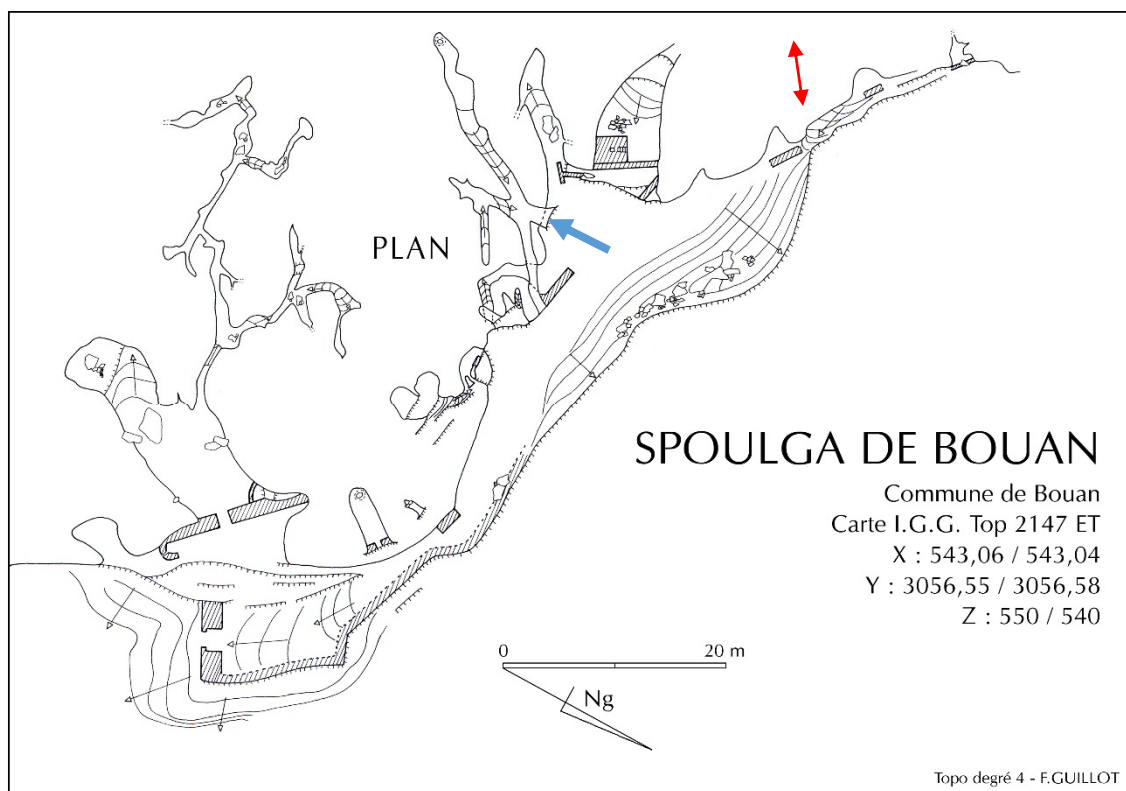 PLAN
SPOULGA DE BOUAN
Commune de Bouan
Carte I.G.G. Top 2147 ET
X : 543,06 / 543,04
Y : 3056,55 / 3056,58
Z : 550 / 540
0 20 m
Ng
Topo degré 4 - F.GUILLOT